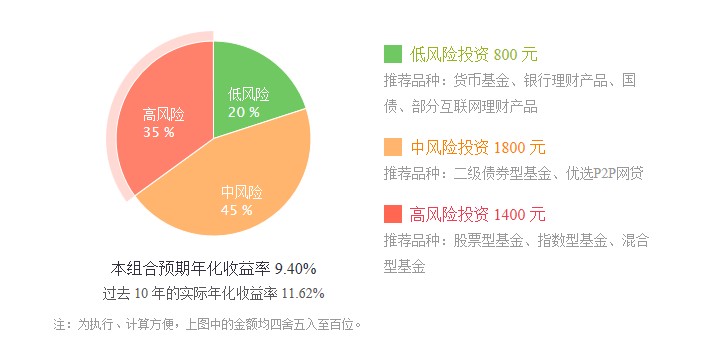 低风险
20 %
高风险
35 %
中风险
45 %
本组合预期年化收益率 9.40%
过去 10 年的实际年化收益率 11.62%
注：为执行、计算方便，上图中的金额均四舍五入至百位。
低风险投资 800 元
推荐品种：货币基金、银行理财产品、国
债、部分互联网理财产品
中风险投资 1800 元
推荐品种：二级债券型基金、优选P2P网贷
高风险投资 1400 元
推荐品种：股票型基金、指数型基金、混合
型基金